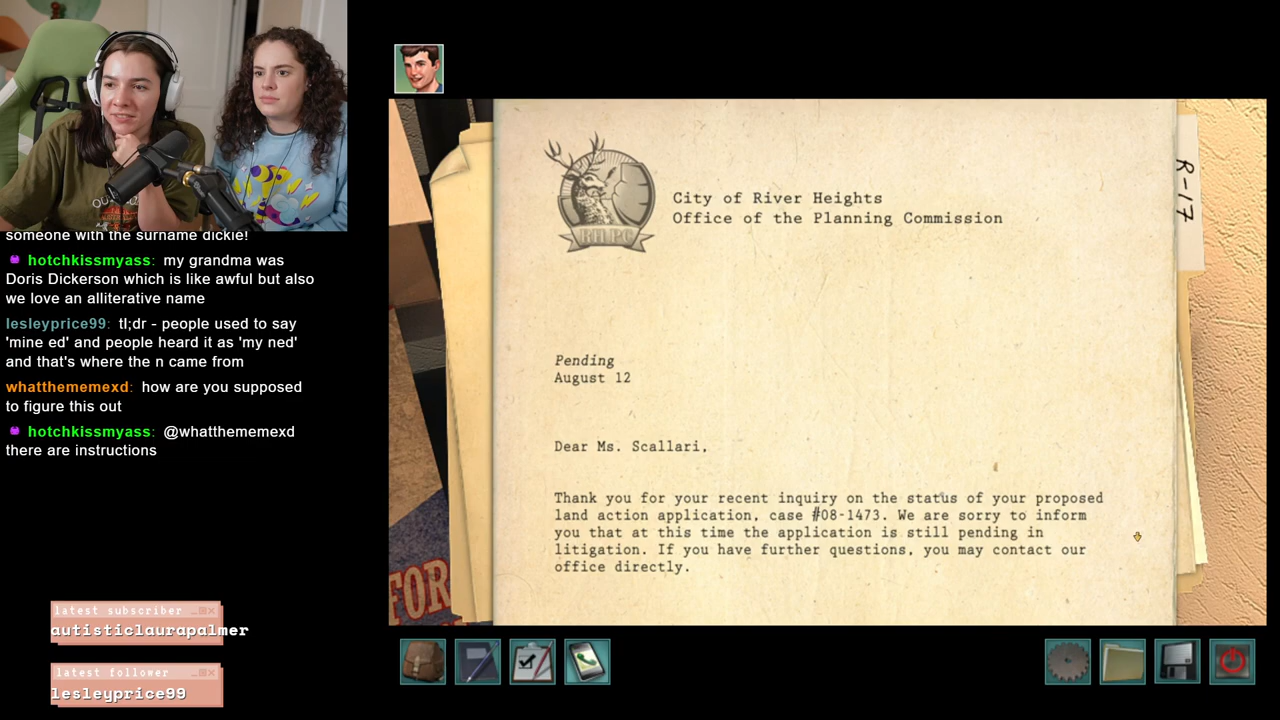 someone with the surname dickie!
hotchkissmyass: my grandma was
Doris Dickerson which is like awful but also
we love an alliterative name
lesleyprice99: tl;dr - people used to say
'mine ed' and people heard it as 'my ned'
and that's where the n came from
whatthememexd: how are you supposed
to figure this out
hotchkissmyass: @whatthememexd
there are instructions
latest subscriber
autisticlaurapalmer
latest follower
lesleyprice99
RH PC
City of River Heights
Office of the Planning Commission
R-17
Pending
August 12
Dear Ms. Scallari,
Thank you for your recent inquiry on the status of your proposed
land action application, case #08-1473. We are sorry to inform
you that at this time the application is still pending in
litigation. If you have further questions, you may contact our
office directly.
FOR